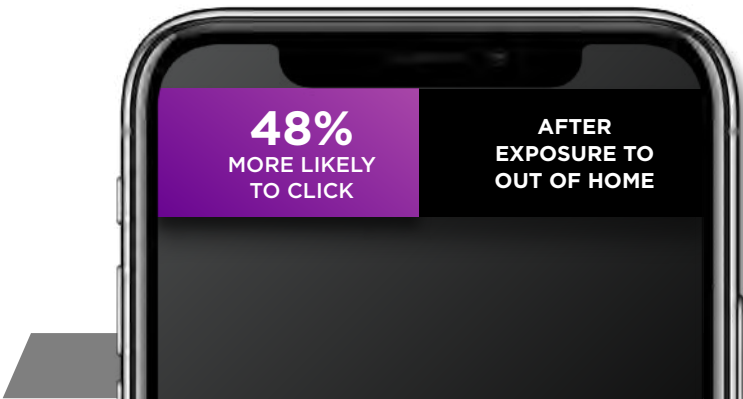 48%
MORE LIKELY
TO CLICK
AFTER
EXPOSURE TO
OUT OF HOME